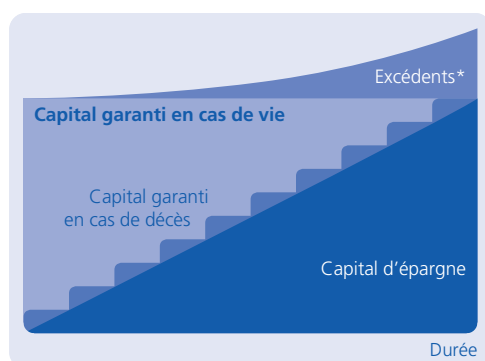 Excédents*
Capital garanti en cas de vie
Capital garanti
en cas de décès
Capital d'épargne
Durée